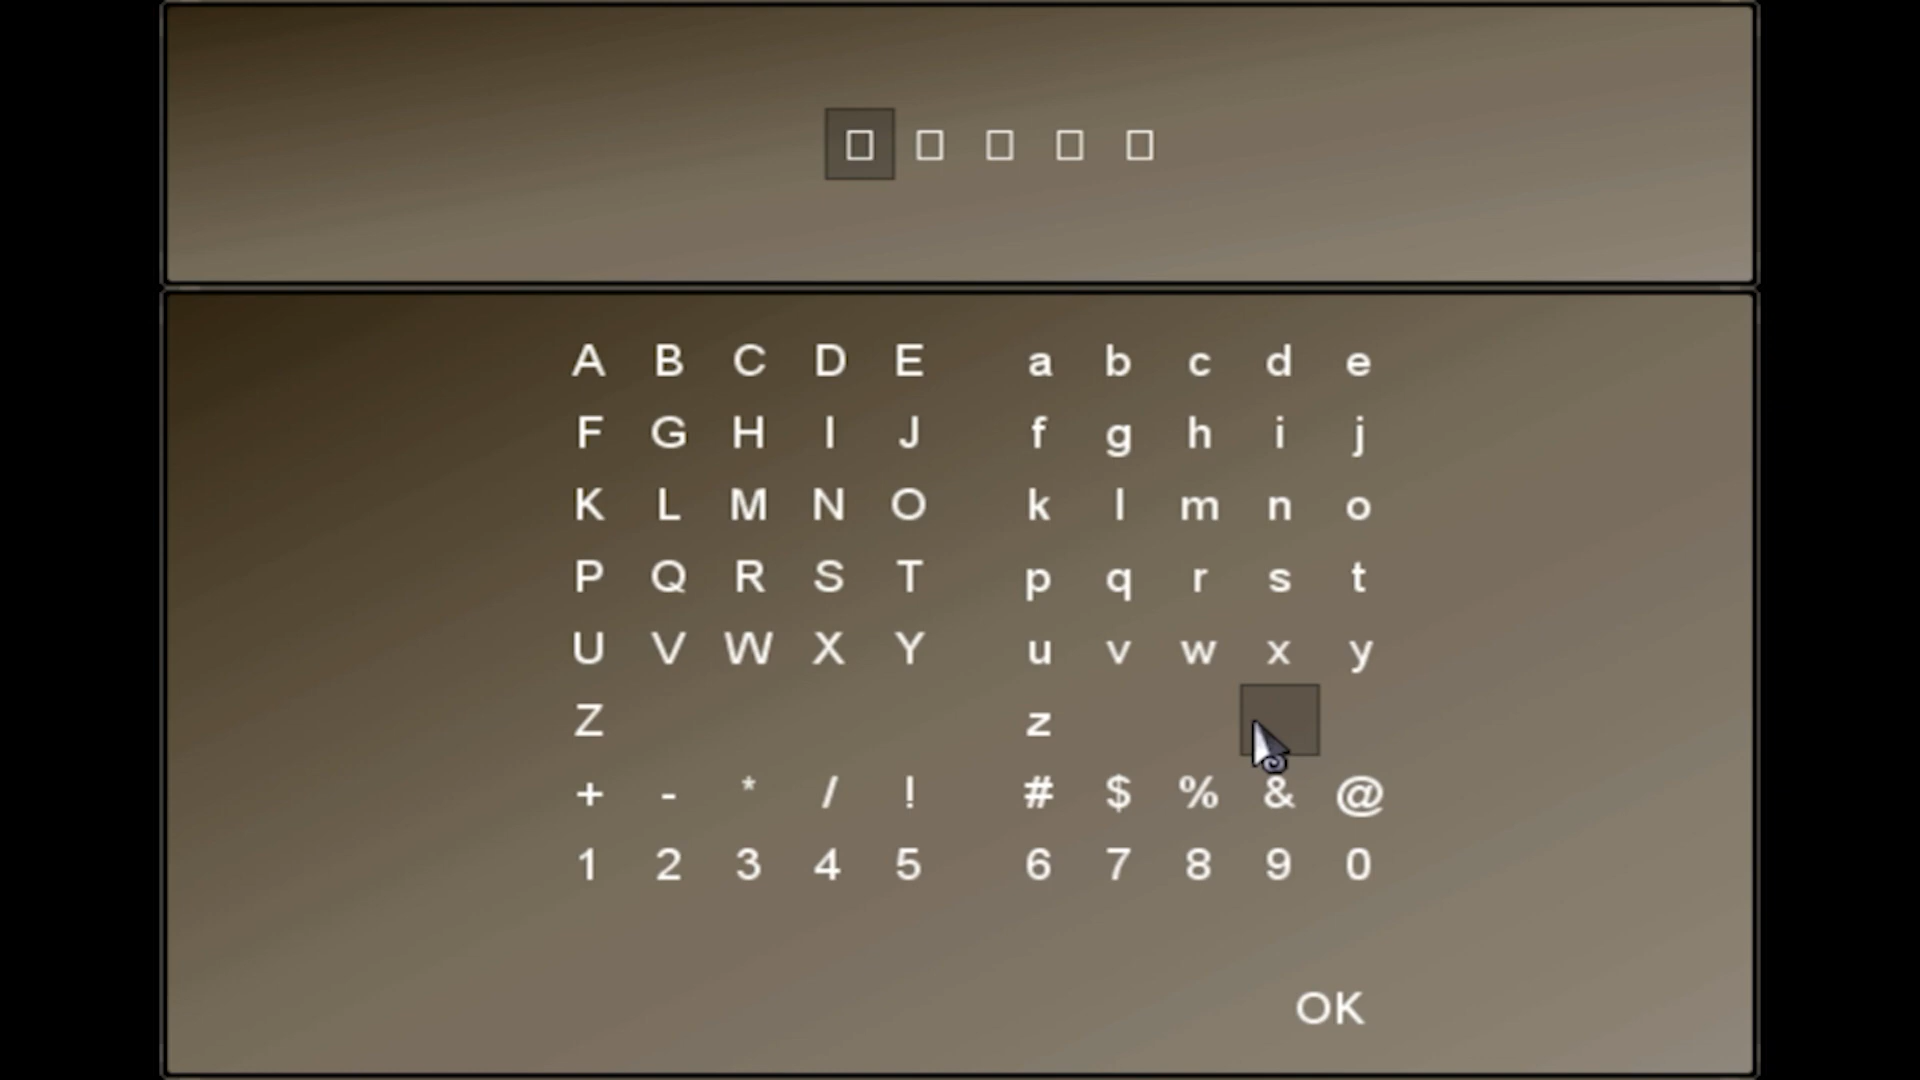 A B C D E a b c d e
F G H I J f g h i j
K L M N O k l m n o
P Q R S T p q r s t
U V W X Y u v w x y
Z z
+ - * / ! # $ % & @
1 2 3 4 5 6 7 8 9 0
OK